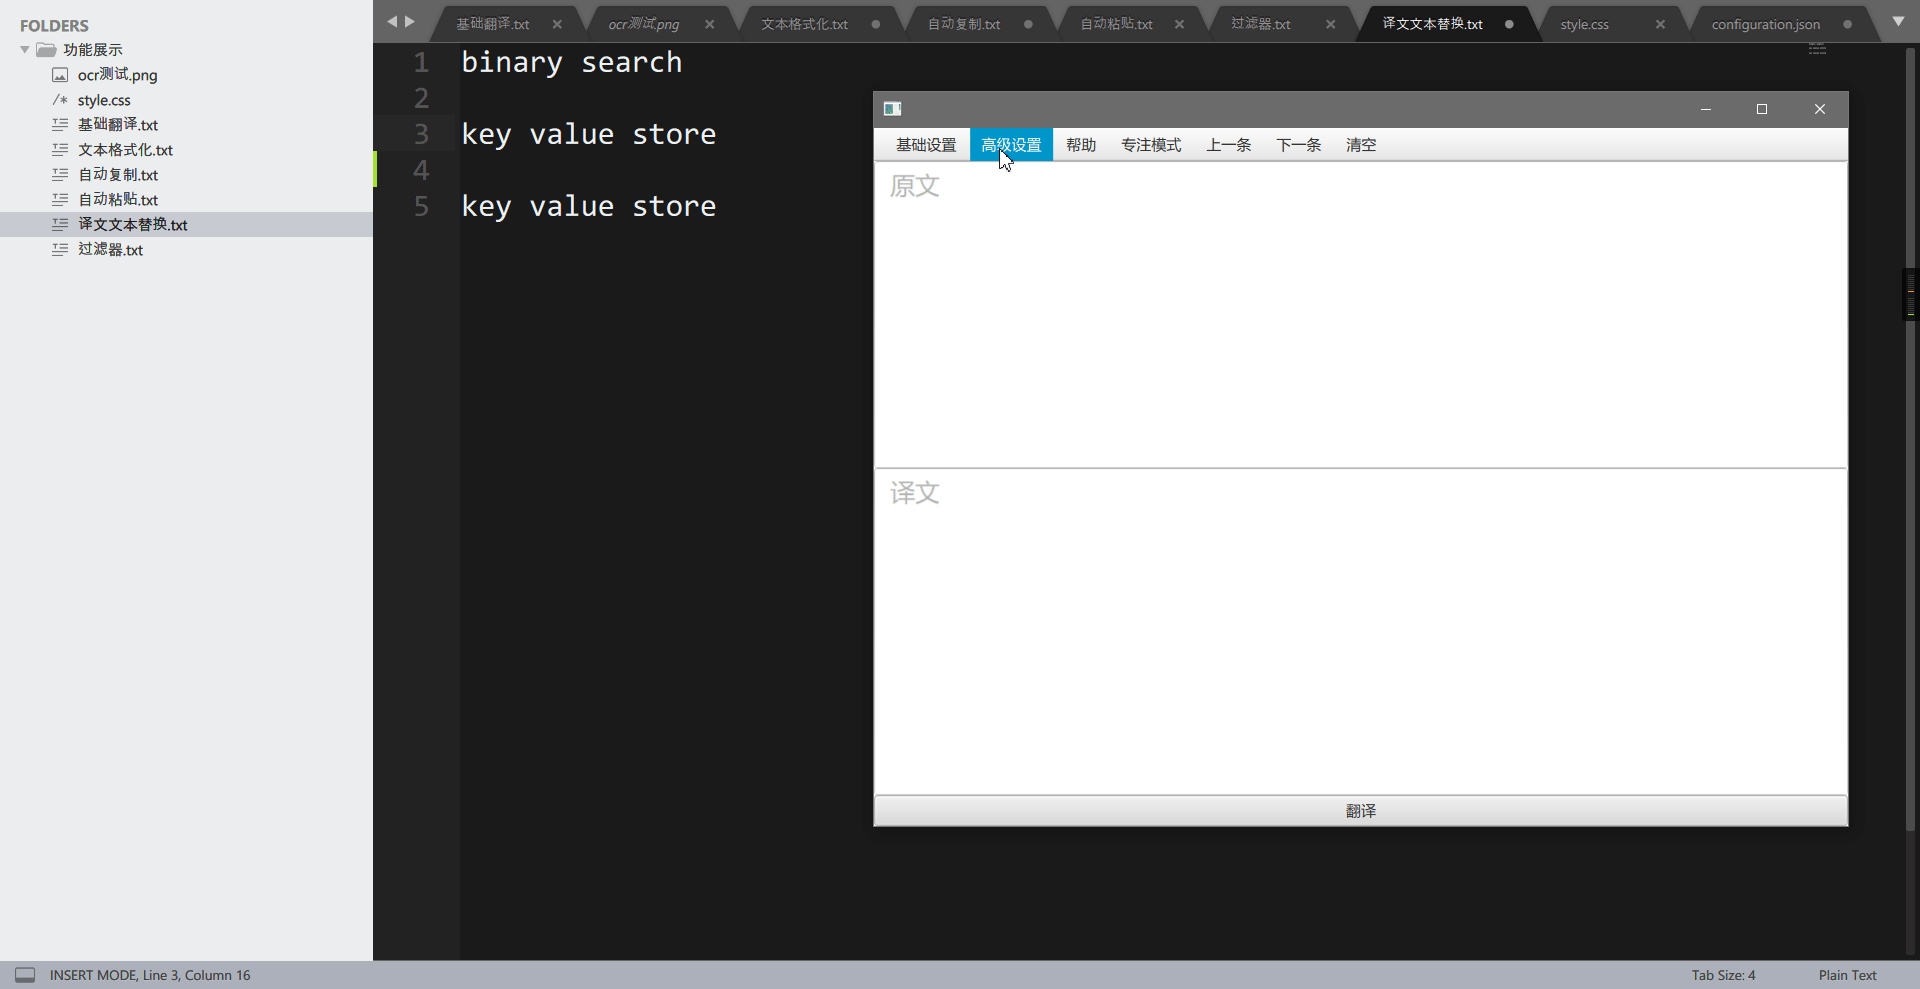 FOLDERS
功能展示
ocr测试.png
style.css
基础翻译.txt
文本格式化.txt
自动复制.txt
自动粘贴.txt
译文文本替换.txt
过滤器.txt
基础翻译.txt
ocr测试.png
文本格式化.txt
自动复制.txt
自动粘贴.txt
过滤器.txt
译文文本替换.txt
style.css
configuration.json
1 binary search
2
3 key value store
4
5 key value store
基础设置 高级设置 帮助 专注模式 上一条 下一条 清空
原文
译文
翻译
INSERT MODE, Line 3, Column 16
Tab Size: 4
Plain Text